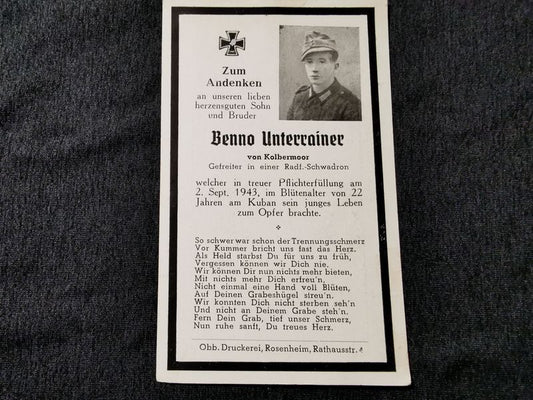 Zum
Andenken
an unseren lieben
herzensguten Sohn
und Bruder
Benno Unterrainer
von Kolbermoor
Gefreiter in einer Radf.-Schwadron
welcher in treuer Pflichterfüllung am
2. Sept. 1943, im Blütenalter von 22
Jahren am Kuban sein junges Leben
zum Opfer brachte.
So schwer war schon der Trennungsschmerz
Vor Kummer bricht uns fast das Herz.
Als Held starbst Du für uns zu früh,
Vergessen können wir Dich nie.
Wir können Dir nun nichts mehr bieten,
Mit nichts mehr Dich erfreu'n.
Nicht einmal eine Hand voll Blüten,
Auf Deinen Grabeshügel streu'n.
Wir konnten Dich nicht sterben seh'n
Und nicht an Deinem Grabe steh'n.
Fern Dein Grab, tief unser Schmerz,
Nun ruhe sanft, Du treues Herz.
Obb. Druckerei, Rosenheim, Rathausstr.